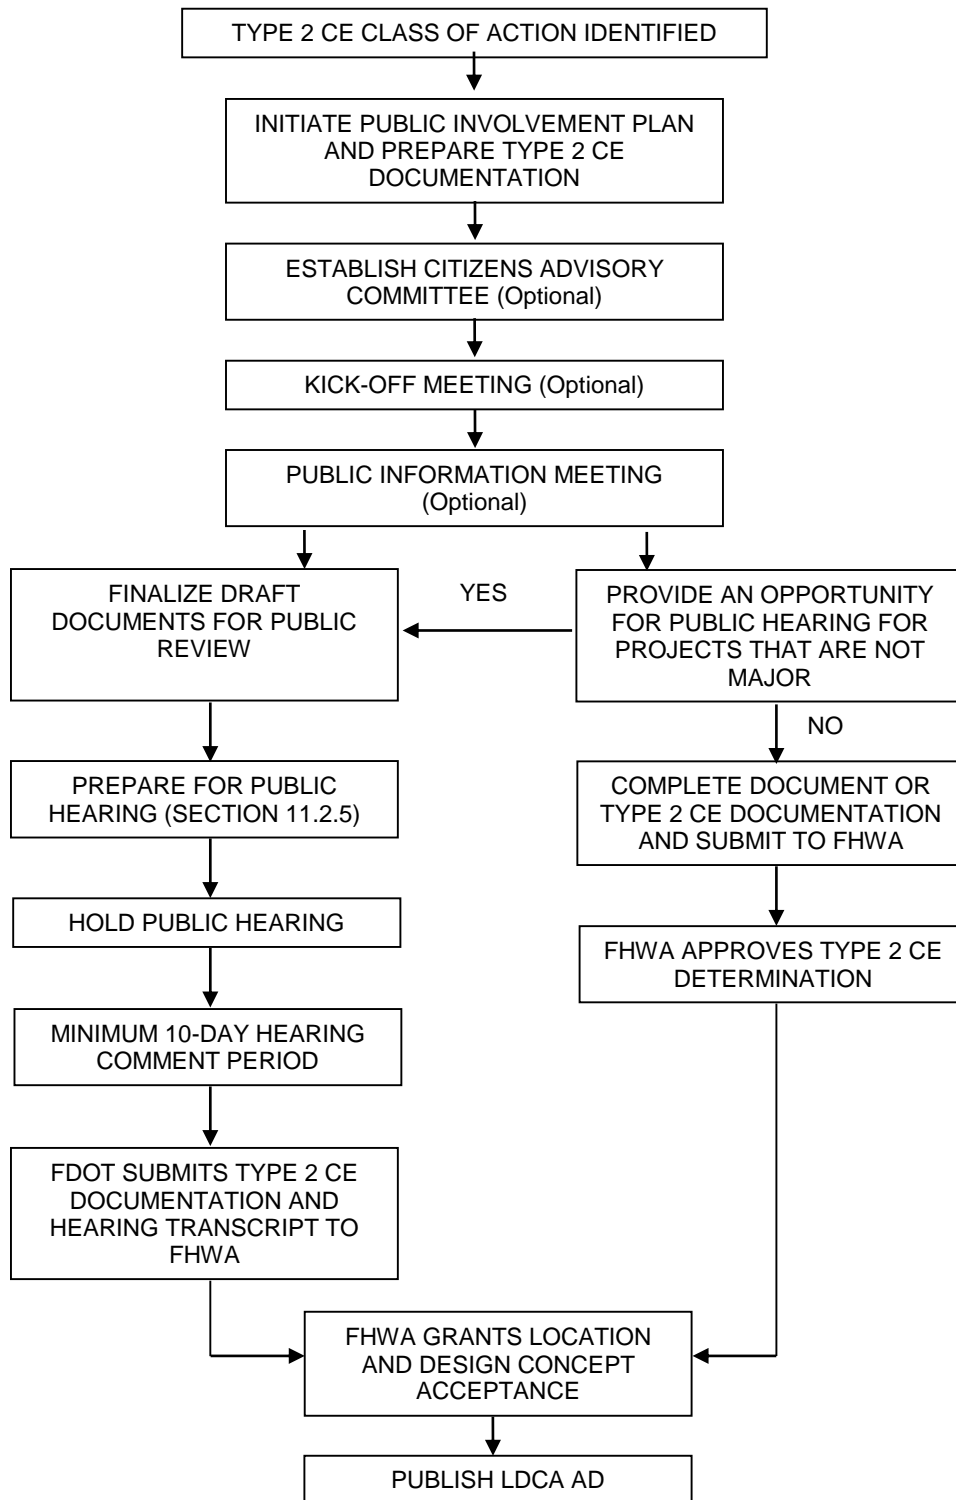 TYPE 2 CE CLASS OF ACTION IDENTIFIED
INITIATE PUBLIC INVOLVEMENT PLAN
AND PREPARE TYPE 2 CE
DOCUMENTATION
ESTABLISH CITIZENS ADVISORY
COMMITTEE (Optional)
KICK-OFF MEETING (Optional)
PUBLIC INFORMATION MEETING
(Optional)
FINALIZE DRAFT
DOCUMENTS FOR PUBLIC
REVIEW
YES
PROVIDE AN OPPORTUNITY
FOR PUBLIC HEARING FOR
PROJECTS THAT ARE NOT
MAJOR
NO
PREPARE FOR PUBLIC
HEARING (SECTION 11.2.5)
COMPLETE DOCUMENT OR
TYPE 2 CE DOCUMENTATION
AND SUBMIT TO FHWA
HOLD PUBLIC HEARING
FHWA APPROVES TYPE 2 CE
DETERMINATION
MINIMUM 10-DAY HEARING
COMMENT PERIOD
FDOT SUBMITS TYPE 2 CE
DOCUMENTATION AND
HEARING TRANSCRIPT TO
FHWA
FHWA GRANTS LOCATION
AND DESIGN CONCEPT
ACCEPTANCE
PUBLISH LDCA AD